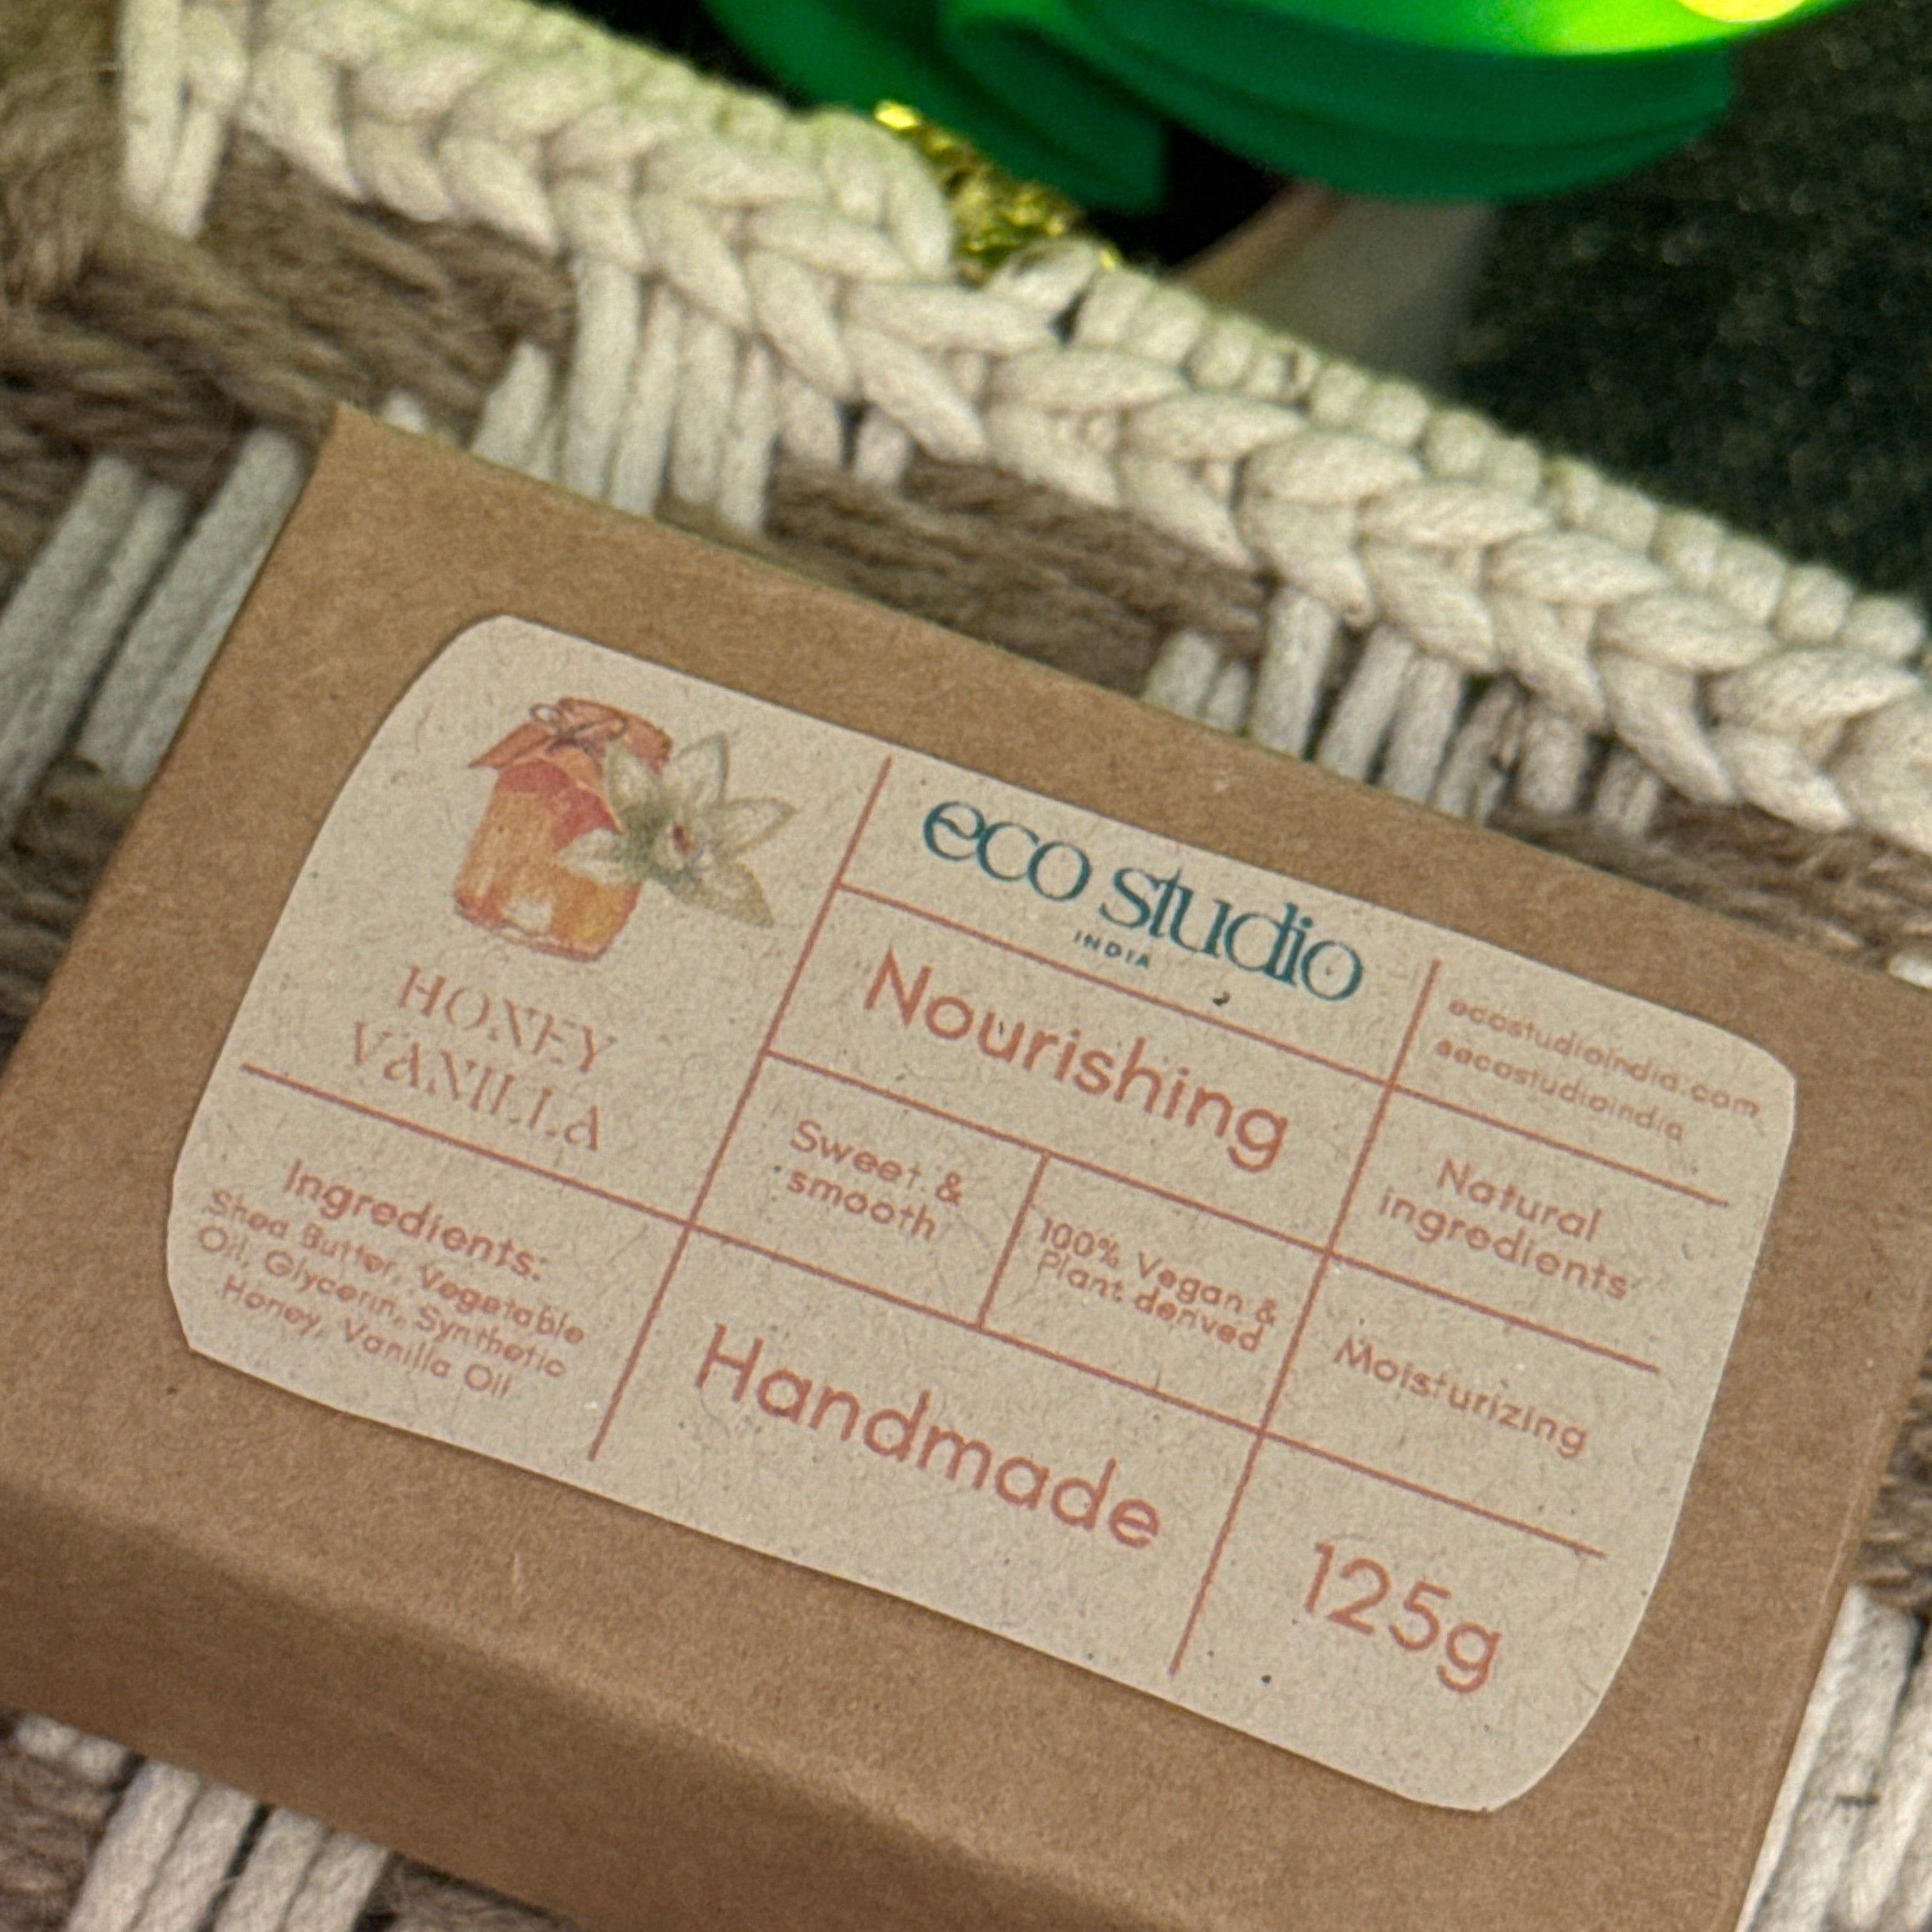 HONEY
VANILLA
Ingredients:
Shea Butter, Vegetable
Oil, Glycerin, Synthetic
Honey, Vanilla Oil
eco studio
INDIA
Nourishing
Sweet &
smooth
100% Vegan &
Plant derived
Handmade
ecostudioindia.com
aecostudioindia
Natural
ingredients
Moisturizing
125g